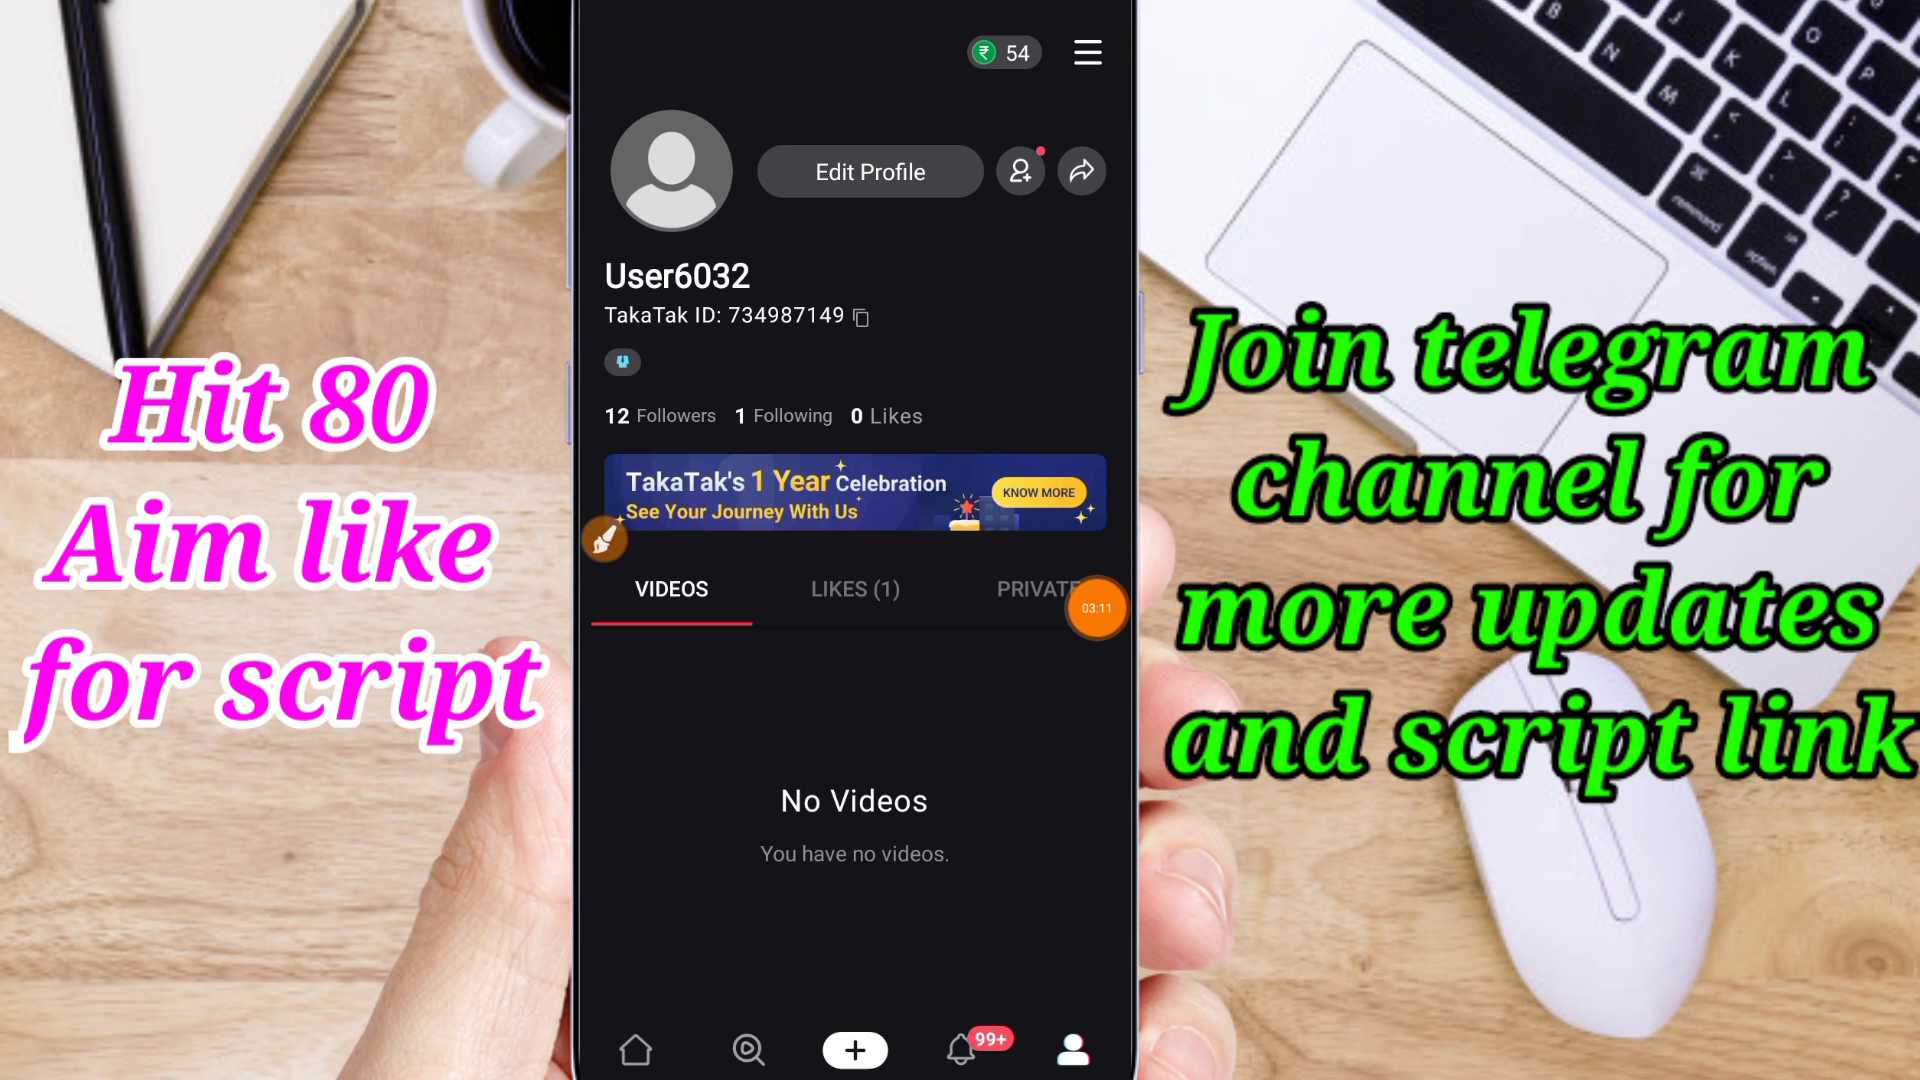 54
Edit Profile
User6032
TakaTak ID: 734987149
12 Followers 1 Following 0 Likes
TakaTak's 1 Year Celebration
See Your Journey With Us
KNOW MORE
VIDEOS LIKES (1) PRIVATE
03:11
No Videos
You have no videos.
99+
Hit 80
Aim like
for script
Join telegram
channel for
more updates
and script link
B
N
M
J
K
L
O
P
command
option